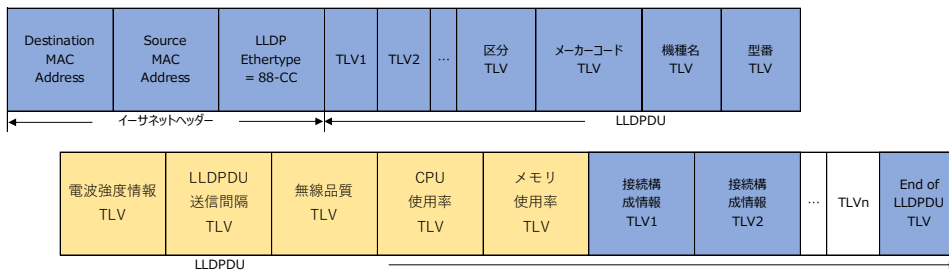 Destination
MAC
Address
Source
MAC
Address
LLDP
Ethertype
= 88-CC
TLV1
TLV2
…
区分
TLV
メーカーコード
TLV
機種名
TLV
型番
TLV
イーサネットヘッダー
LLDPDU
電波強度情報
TLV
LLDPDU
送信間隔
TLV
無線品質
TLV
CPU
使用率
TLV
メモリ
使用率
TLV
接続構
成情報
TLV1
接続構
成情報
TLV2
…
TLVn
End of
LLDPDU
TLV
LLDPDU